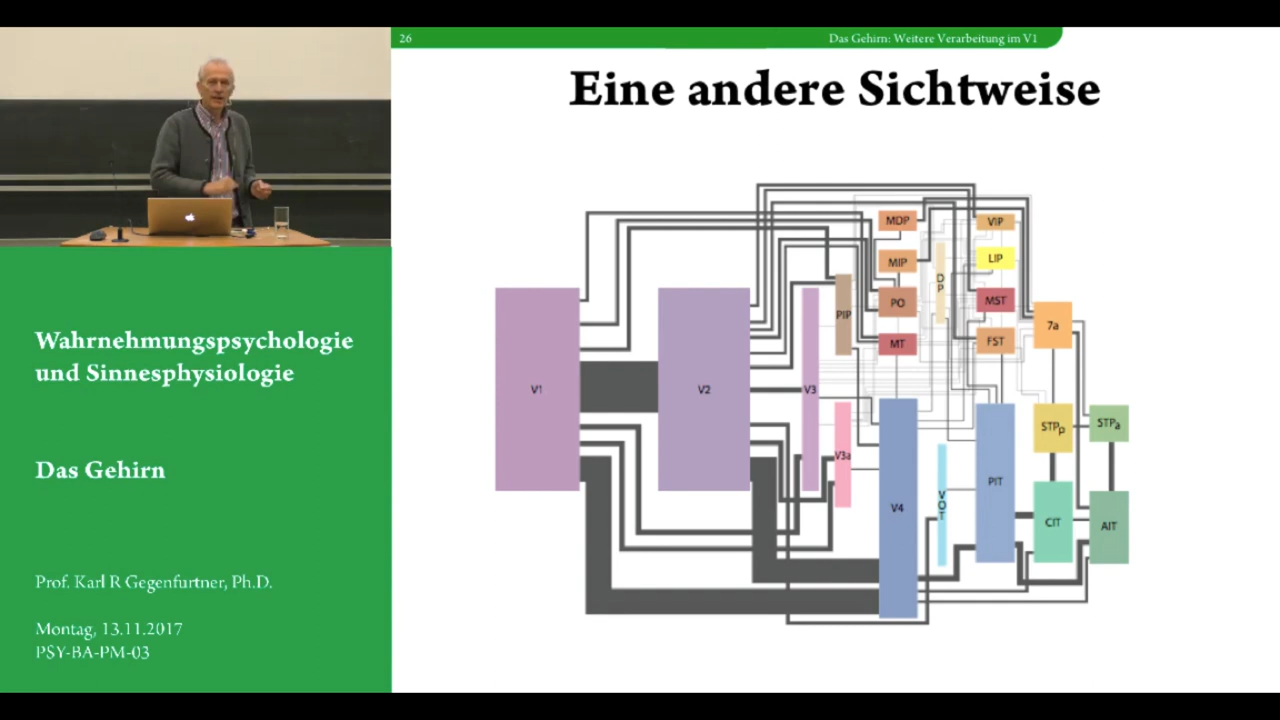 26
Das Gehirn: Weitere Verarbeitung im V1
Eine andere Sichtweise
Wahrnehmungspsychologie
und Sinnesphysiologie
Das Gehirn
Prof. Karl R Gegenfurtner, Ph.D.
Montag, 13.11.2017
PSY-BA-PM-03
V1
V2
V3
V3a
PIP
MDP
MIP
PO
MT
V4
DP
VOT
VIP
LIP
MST
FST
PIT
7a
STPp
CIT
STPa
AIT